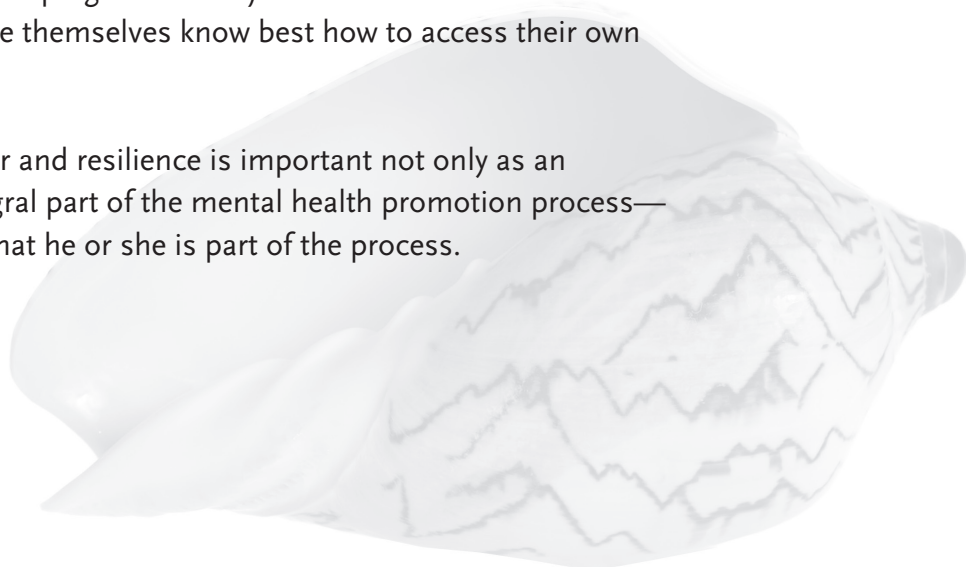 e themselves know best how to access their own
r and resilience is important not only as an
gral part of the mental health promotion process—
hat he or she is part of the process.